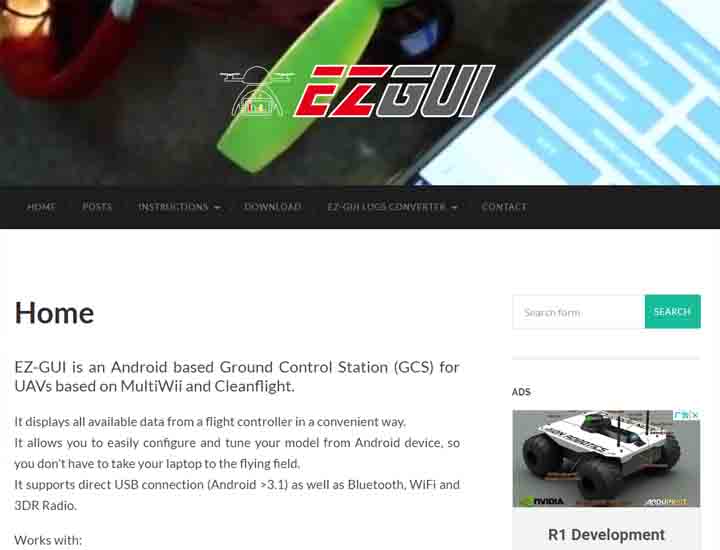 EZGUI
HOME
POSTS
INSTRUCTIONS
DOWNLOAD
EZ-GUI LOGS CONVERTER
CONTACT
Home
Search form
SEARCH
EZ-GUI is an Android based Ground Control Station (GCS) for
UAVs based on MultiWii and Cleanflight.
It displays all available data from a flight controller in a convenient way.
It allows you to easily configure and tune your model from Android device, so
you don't have to take your laptop to the flying field.
It supports direct USB connection (Android >3.1) as well as Bluetooth, WiFi and
3DR Radio.
Works with:
ADS
广告
ROBOTICS
NVIDIA
ARDUPILOT
R1 Development